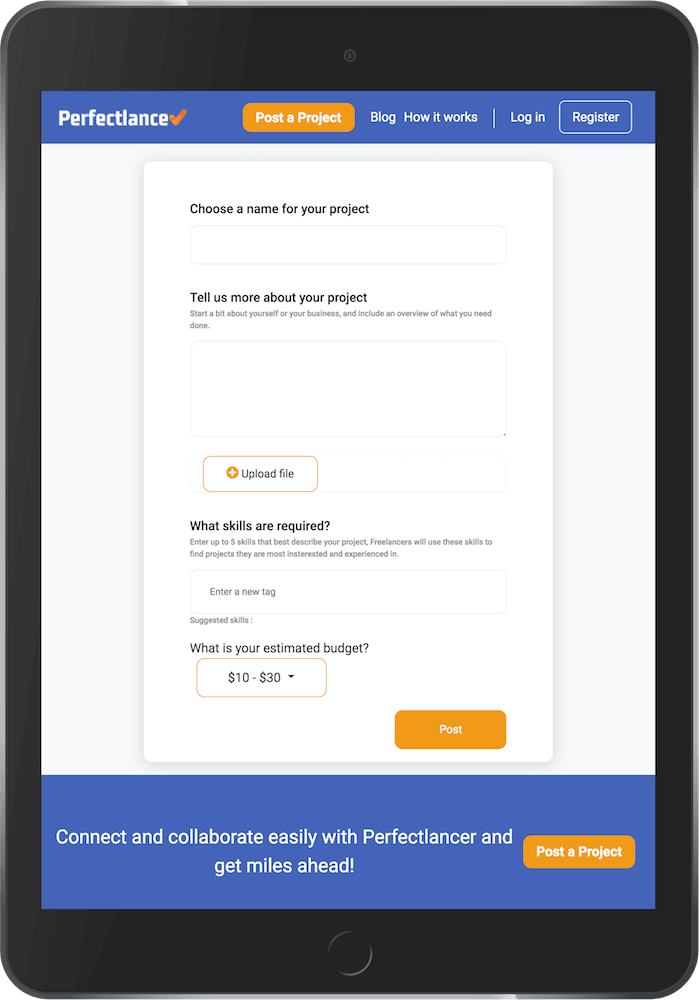 Perfectlance
Post a Project
Blog
How it works
Log in
Register
Choose a name for your project
Tell us more about your project
Start a bit about yourself or your business, and include an overview of what you need
done.
Upload file
What skills are required?
Enter up to 5 skills that best describe your project, Freelancers will use these skills to
find projects they are most insterested and experienced in.
Enter a new tag
Suggested skills :
What is your estimated budget?
$10 - $30
Post
Connect and collaborate easily with Perfectlancer and
get miles ahead!
Post a Project